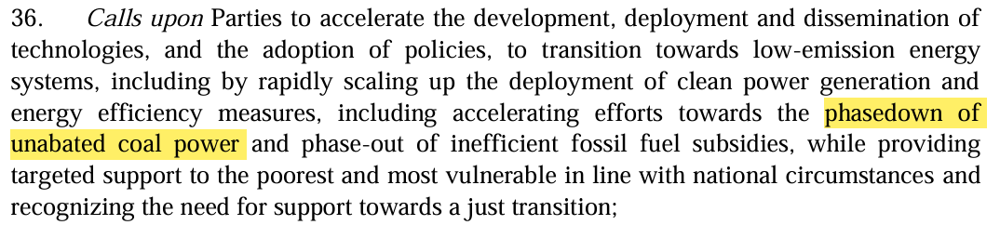 36. Calls upon Parties to accelerate the development, deployment and dissemination of
technologies, and the adoption of policies, to transition towards low-emission energy
systems, including by rapidly scaling up the deployment of clean power generation and
energy efficiency measures, including accelerating efforts towards the phasedown of
unabated coal power and phase-out of inefficient fossil fuel subsidies, while providing
targeted support to the poorest and most vulnerable in line with national circumstances and
recognizing the need for support towards a just transition;